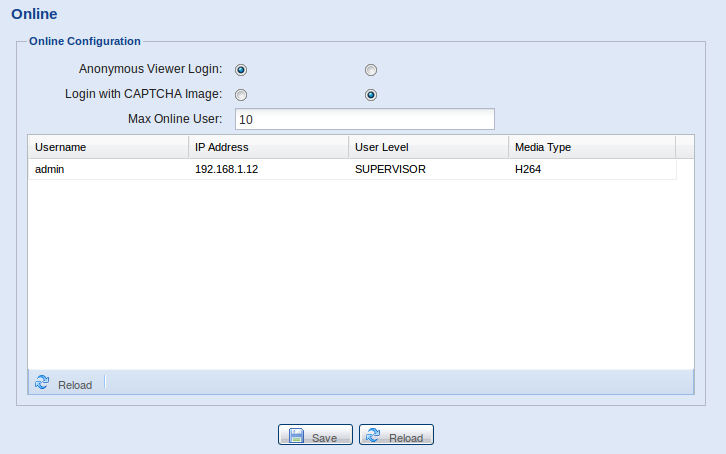 Online
Online Configuration
Anonymous Viewer Login:
Login with CAPTCHA Image:
Max Online User: 10
Username IP Address User Level Media Type
admin 192.168.1.12 SUPERVISOR H264
Reload
Save Reload